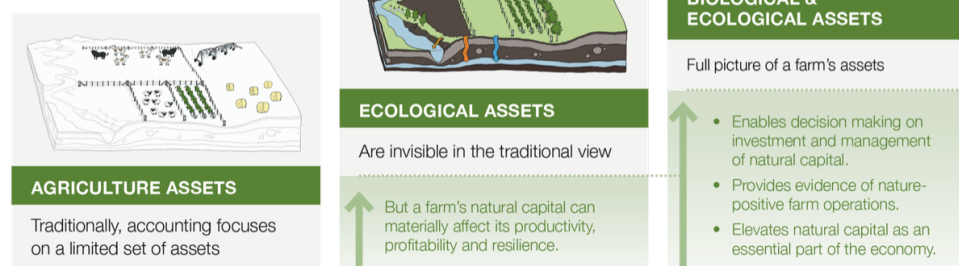 AGRICULTURE ASSETS
Traditionally, accounting focuses
on a limited set of assets
ECOLOGICAL ASSETS
Are invisible in the traditional view
But a farm's natural capital can
materially affect its productivity,
profitability and resilience.
BIOLOGICAL &
ECOLOGICAL ASSETS
Full picture of a farm's assets
• Enables decision making on
investment and management
of natural capital.
• Provides evidence of nature-
positive farm operations.
• Elevates natural capital as an
essential part of the economy.